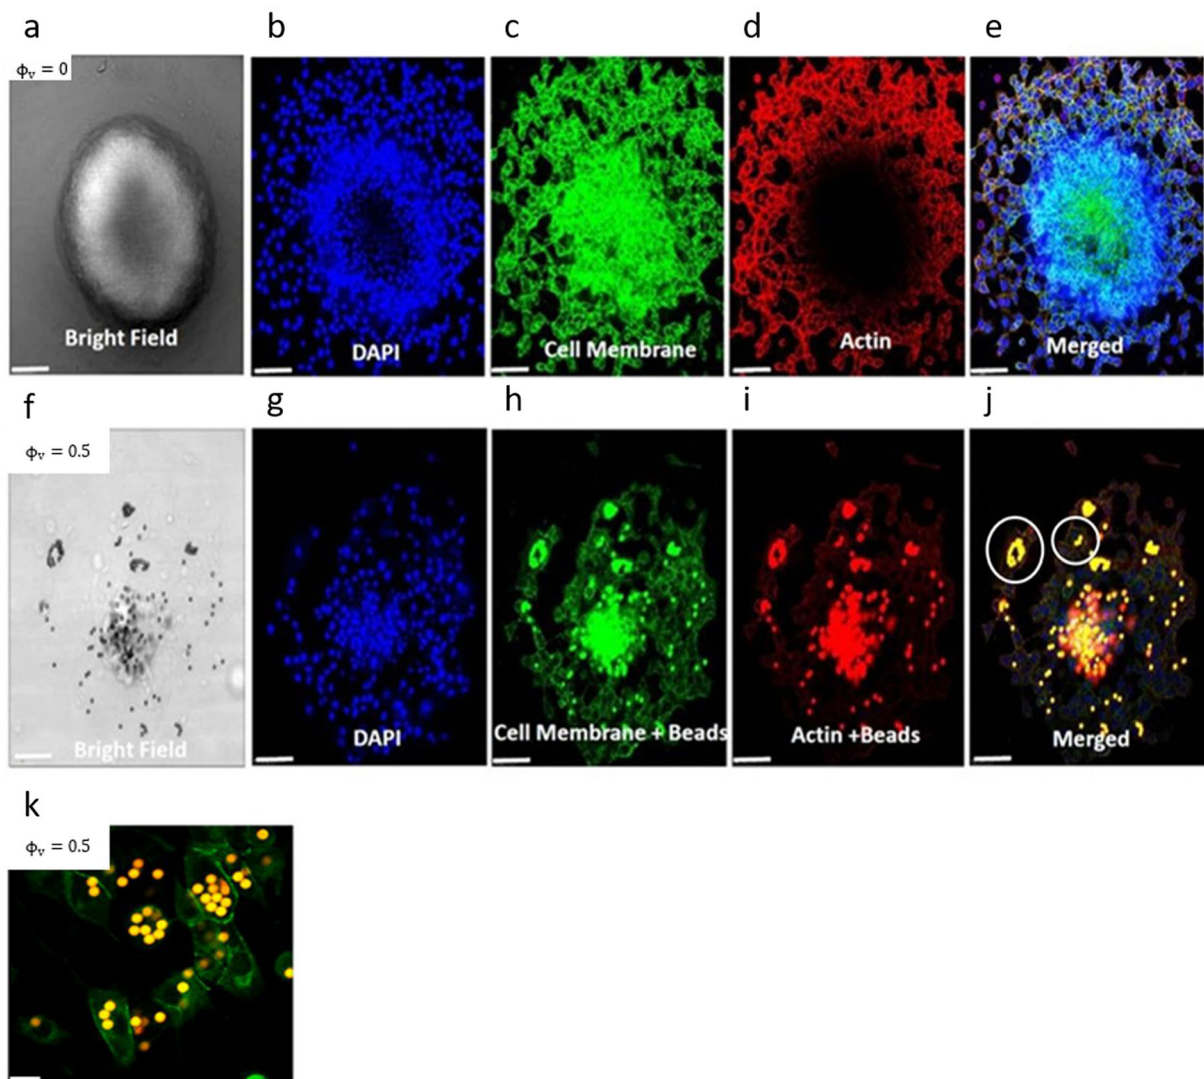 a b c d e
ϕᵥ = 0
Bright Field DAPI Cell Membrane Actin Merged
f g h i j
ϕᵥ = 0.5
Bright Field DAPI Cell Membrane + Beads Actin +Beads Merged
k
ϕᵥ = 0.5